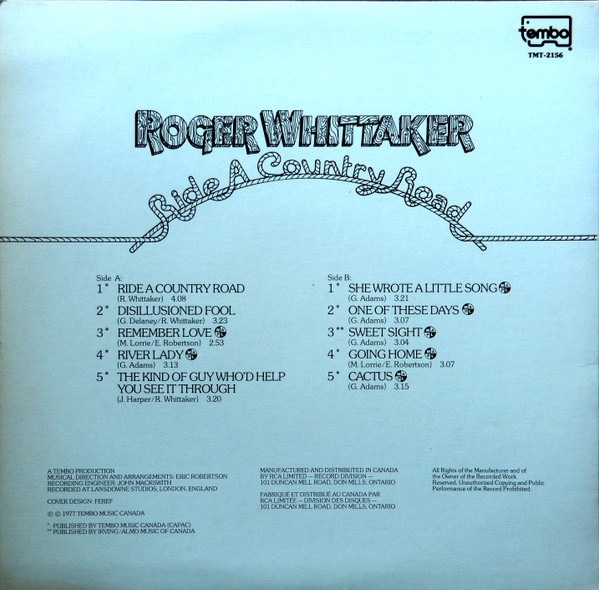 tembo
TMT-2156
ROGER WHITTAKER
Ride A Country Road
Side A:
1* RIDE A COUNTRY ROAD
(R. Whittaker) 4.08
2* DISILLUSIONED FOOL
(G. Delaney/R. Whittaker) 3.23
3* REMEMBER LOVE
(M. Lorrie/E. Robertson) 2.53
4* RIVER LADY
(G. Adams) 3.13
5* THE KIND OF GUY WHO'D HELP
YOU SEE IT THROUGH
(J. Harper/R. Whittaker) 3.20
Side B:
1* SHE WROTE A LITTLE SONG
(G. Adams) 3.21
2* ONE OF THESE DAYS
(G. Adams) 3.07
3** SWEET SIGHT
(G. Adams) 3.04
4* GOING HOME
(M. Lorrie/E. Robertson) 3.07
5* CACTUS
(G. Adams) 3.15
A TEMBO PRODUCTION
MUSICAL DIRECTION AND ARRANGEMENTS: ERIC ROBERTSON
RECORDING ENGINEER: JOHN MACKSWITH
RECORDED AT LANSDOWNE STUDIOS, LONDON, ENGLAND
COVER DESIGN: FEREF
℗ © 1977 TEMBO MUSIC CANADA
* PUBLISHED BY TEMBO MUSIC CANADA (CAPAC)
** PUBLISHED BY IRVING/ALMO MUSIC OF CANADA
MANUFACTURED AND DISTRIBUTED IN CANADA
BY RCA LIMITED — RECORD DIVISION —
101 DUNCAN MILL ROAD, DON MILLS, ONTARIO
FABRIQUÉ ET DISTRIBUÉ AU CANADA PAR
RCA LIMITÉE — DIVISION DES DISQUES —
101 DUNCAN MILL ROAD, DON MILLS, ONTARIO
All Rights of the Manufacturer and of
the Owner of the Recorded Work
Reserved. Unauthorized Copying and Public
Performance of the Record Prohibited.